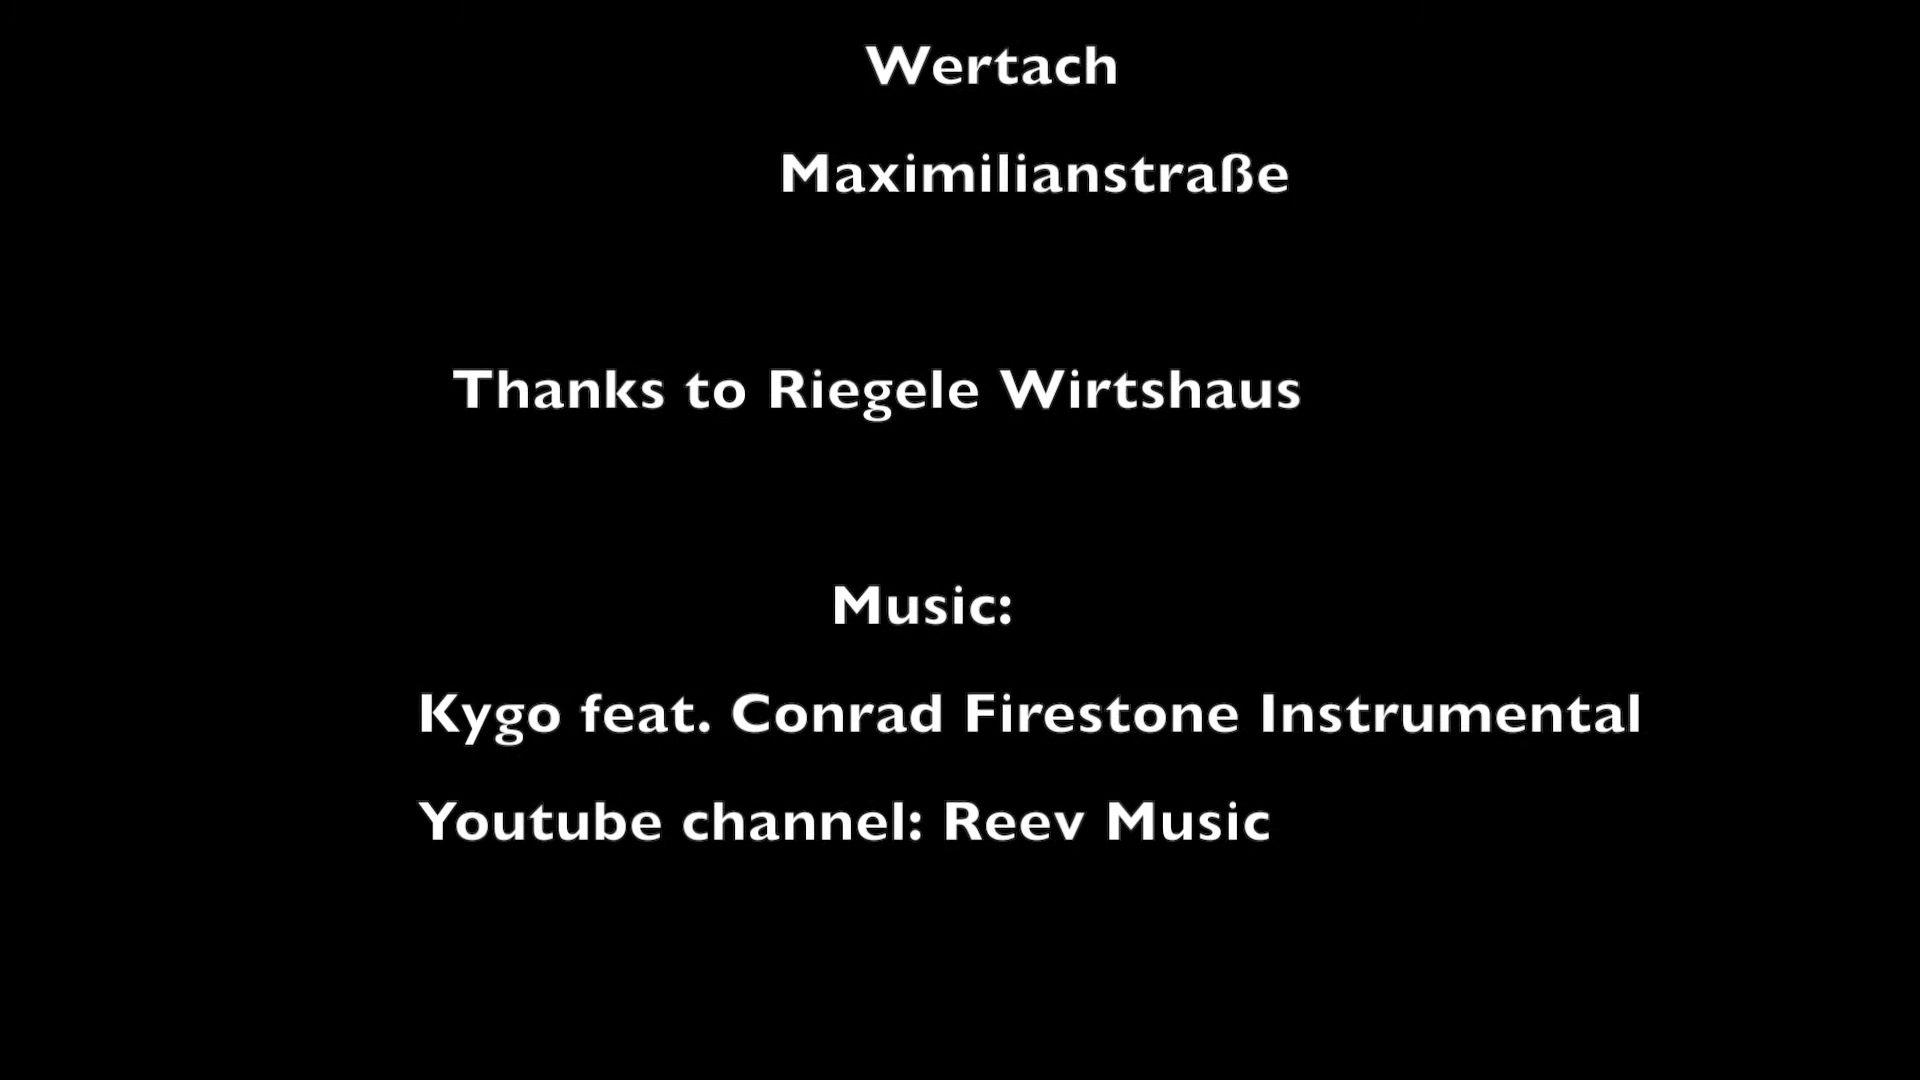 Wertach
Maximilianstraße
Thanks to Riegele Wirtshaus
Music:
Kygo feat. Conrad Firestone Instrumental
Youtube channel: Reev Music